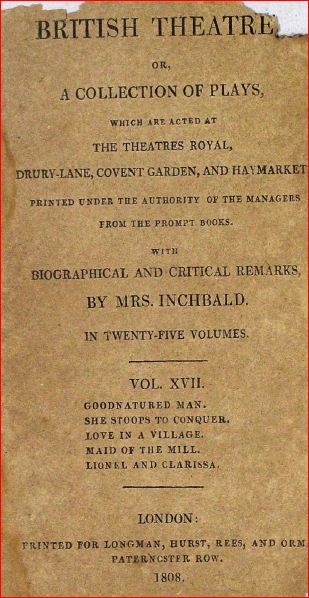 BRITISH THEATRE
OR,
A COLLECTION OF PLAYS,
WHICH ARE ACTED AT
THE THEATRES ROYAL,
DRURY-LANE, COVENT GARDEN, AND HAYMARKET
PRINTED UNDER THE AUTHORITY OF THE MANAGERS
FROM THE PROMPT BOOKS.
WITH
BIOGRAPHICAL AND CRITICAL REMARKS,
BY MRS. INCHBALD.
IN TWENTY-FIVE VOLUMES.
VOL. XVII.
GOODNATURED MAN.
SHE STOOPS TO CONQUER.
LOVE IN A VILLAGE.
MAID OF THE MILL.
LIONEL AND CLARISSA.
LONDON:
PRINTED FOR LONGMAN, HURST, REES, AND ORM
PATERNOSTER ROW.
1808.